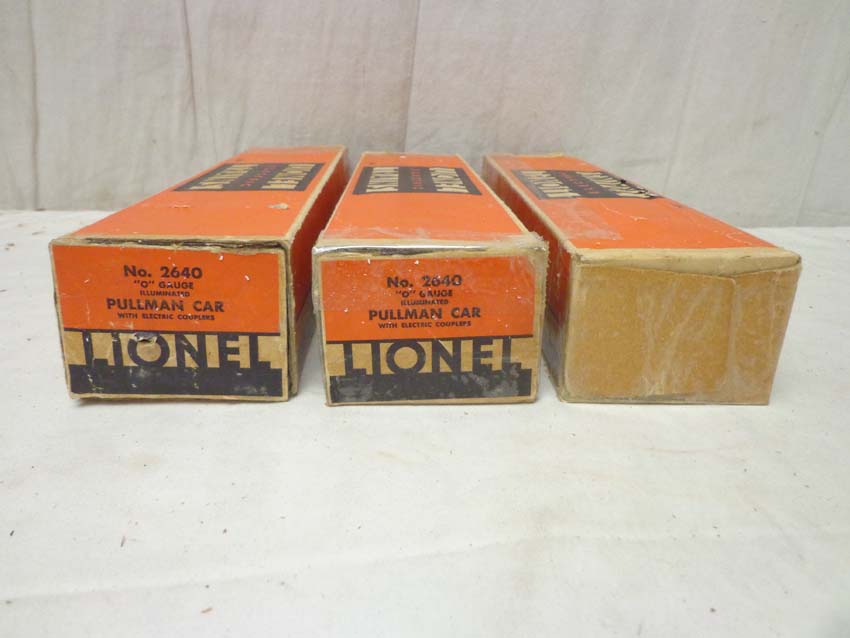 No. 2640
"O" GAUGE
ILLUMINATED
PULLMAN CAR
WITH ELECTRIC COUPLERS
LIONEL
No. 2640
"O" GAUGE
ILLUMINATED
PULLMAN CAR
WITH ELECTRIC COUPLERS
LIONEL